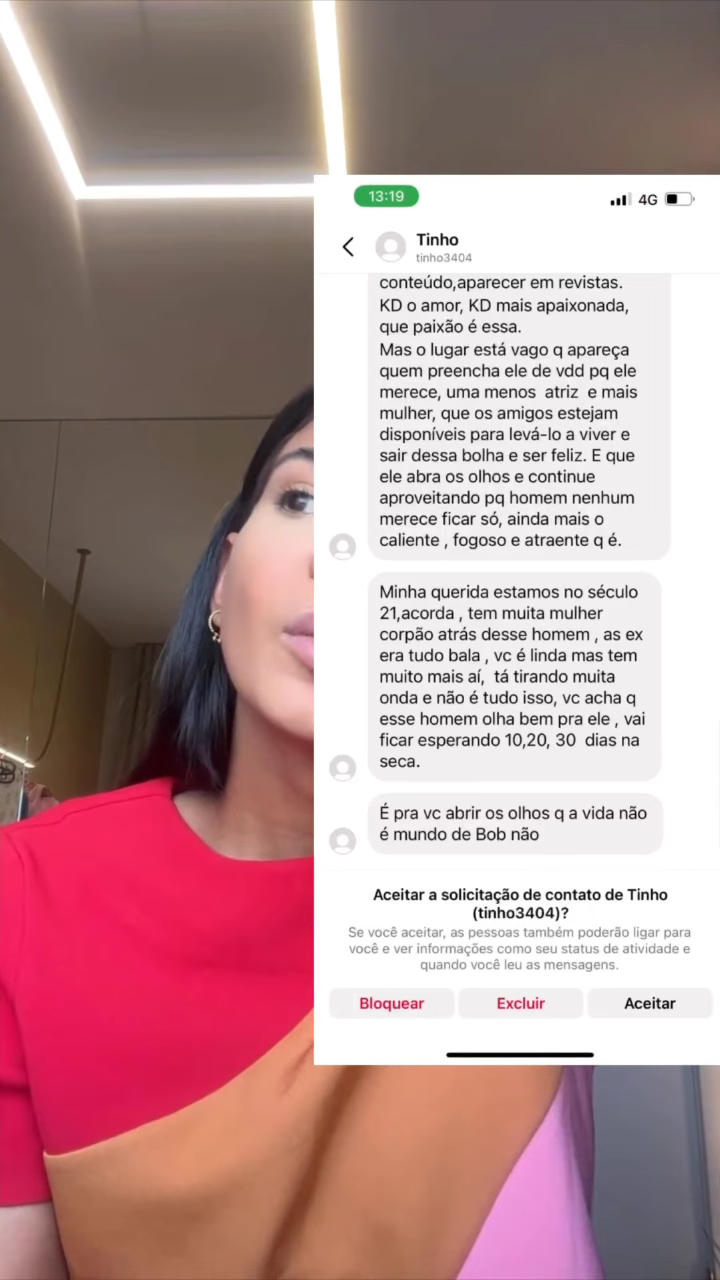 13:19
4G
Tinho
tinho3404
conteúdo,aparecer em revistas.
KD o amor, KD mais apaixonada,
que paixão é essa.
Mas o lugar está vago q apareça
quem preencha ele de vdd pq ele
merece, uma menos  atriz  e mais
mulher, que os amigos estejam
disponíveis para levá-lo a viver e
sair dessa bolha e ser feliz. E que
ele abra os olhos e continue
aproveitando pq homem nenhum
merece ficar só, ainda mais o
caliente , fogoso e atraente q é.
Minha querida estamos no século
21,acorda , tem muita mulher
corpão atrás desse homem , as ex
era tudo bala , vc é linda mas tem
muito mais aí,  tá tirando muita
onda e não é tudo isso, vc acha q
esse homem olha bem pra ele , vai
ficar esperando 10,20, 30  dias na
seca.
É pra vc abrir os olhos q a vida não
é mundo de Bob não
Aceitar a solicitação de contato de Tinho
(tinho3404)?
Se você aceitar, as pessoas também poderão ligar para
você e ver informações como seu status de atividade e
quando você leu as mensagens.
Bloquear
Excluir
Aceitar